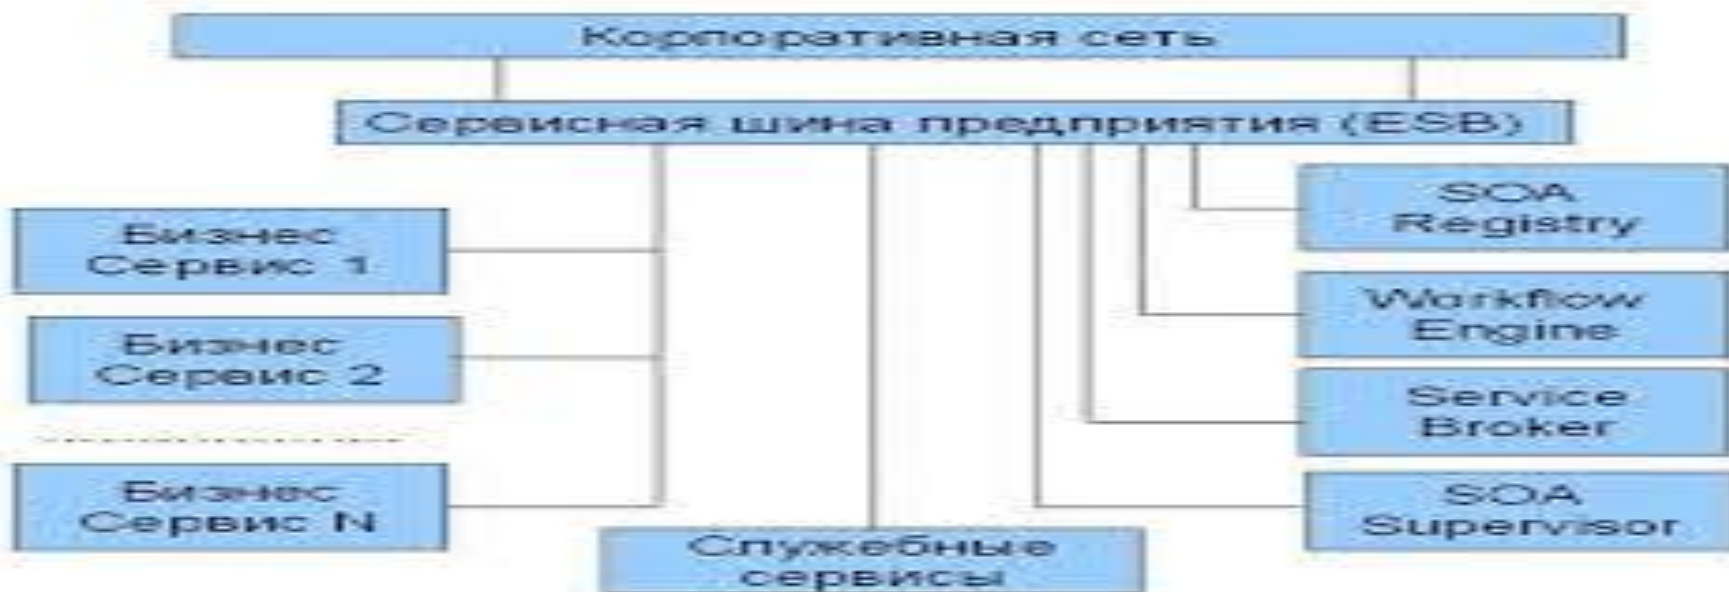 Корпоративная сеть
Сервисная шина предприятия (ESB)
Бизнес
Сервис 1
Бизнес
Сервис 2
Бизнес
Сервис N
Служебные
сервисы
SOA
Registry
Workflow
Engine
Service
Broker
SOA
Supervisor